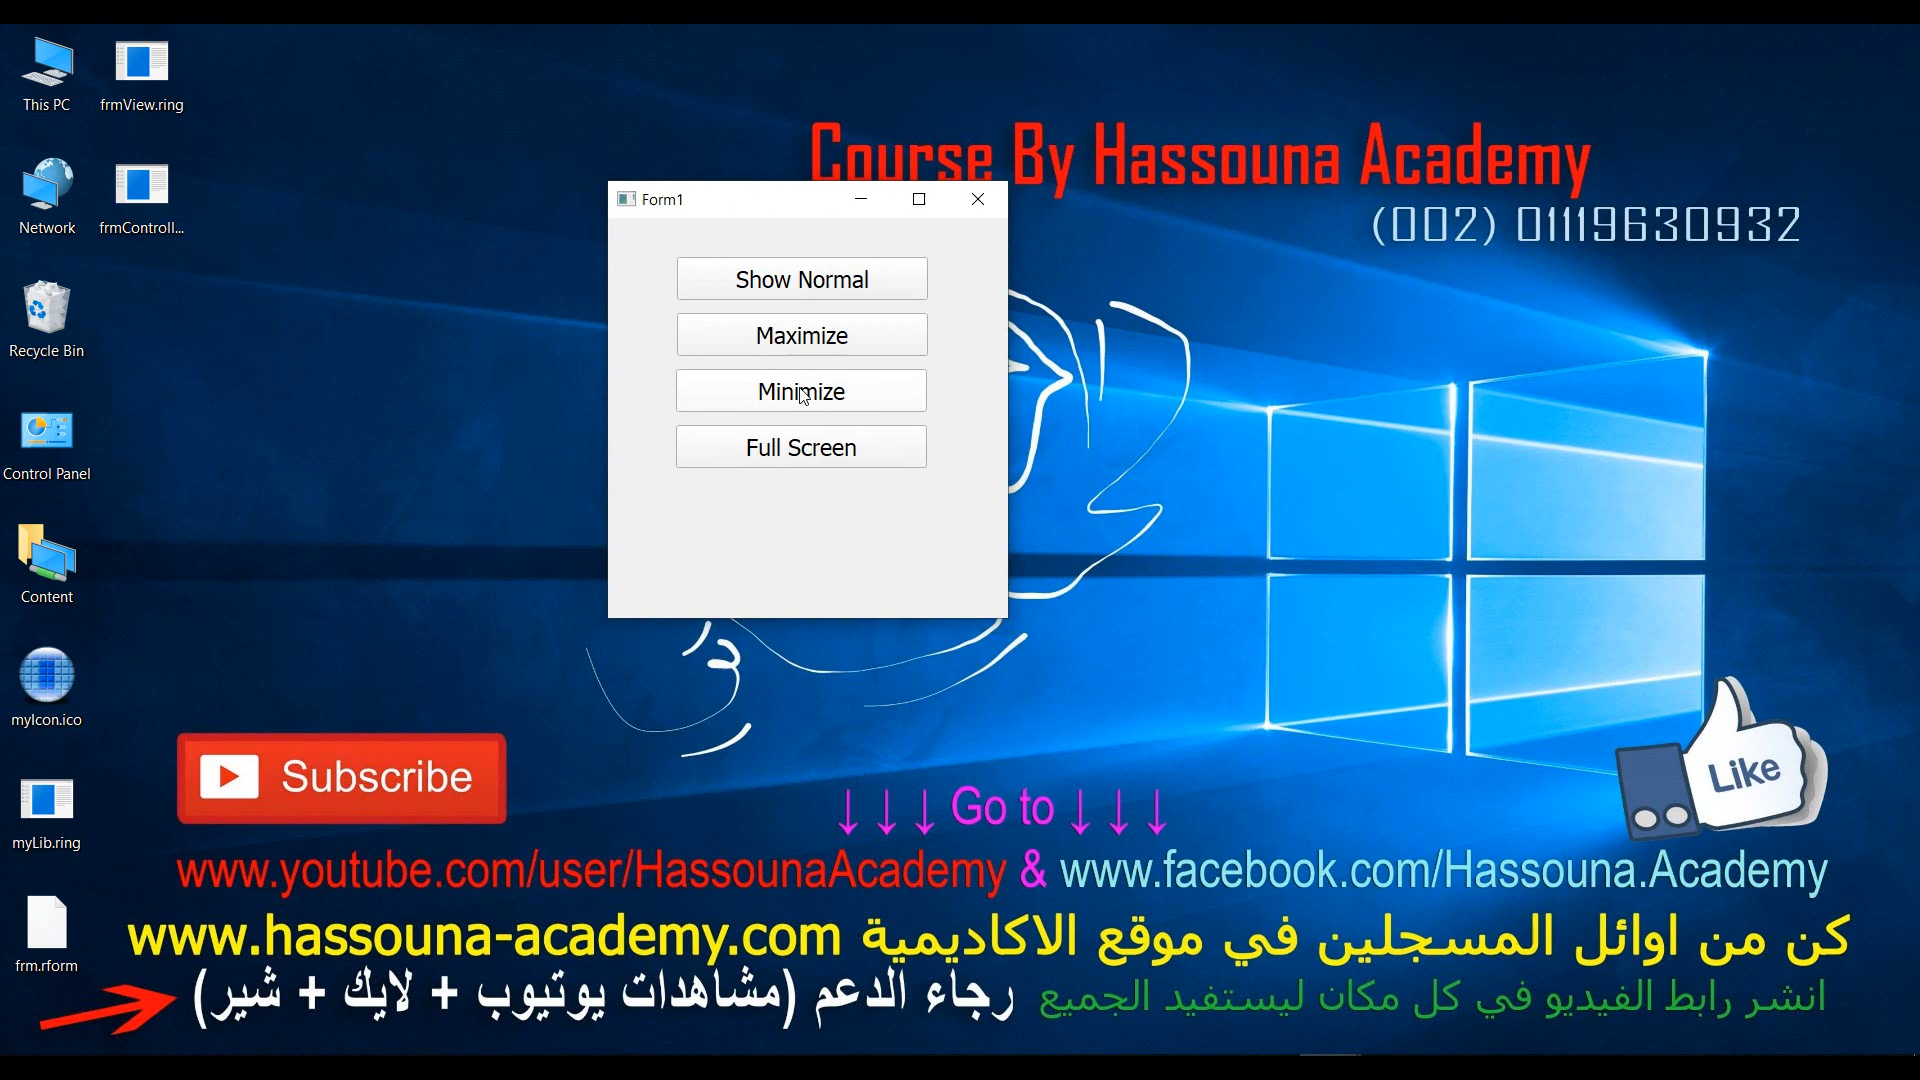 This PC
frmView.ring
Network
frmControll...
Recycle Bin
Control Panel
Content
myIcon.ico
myLib.ring
frm.rform
Course By Hassouna Academy
(002) 01119630932
Form1
Show Normal
Maximize
Minimize
Full Screen
Subscribe
Like
↓ ↓ ↓ Go to ↓ ↓ ↓
www.youtube.com/user/HassounaAcademy & www.facebook.com/Hassouna.Academy
كن من اوائل المسجلين في موقع الاكاديمية www.hassouna-academy.com
انشر رابط الفيديو في كل مكان ليستفيد الجميع
رجاء الدعم (مشاهدات يوتيوب + لايك + شير)